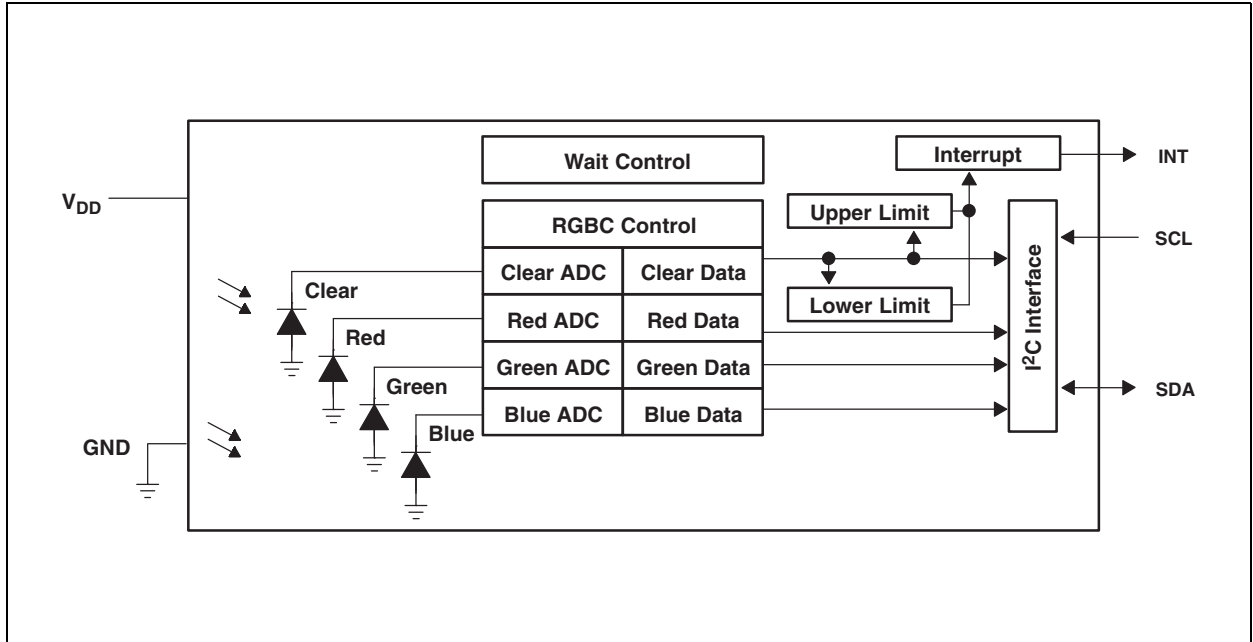 Wait Control
Interrupt
INT
VDD
Upper Limit
RGBC Control
SCL
Clear ADC
Clear Data
Clear
Lower Limit
I2C Interface
Red ADC
Red Data
Red
Green ADC
Green Data
Green
SDA
Blue ADC
Blue Data
Blue
GND